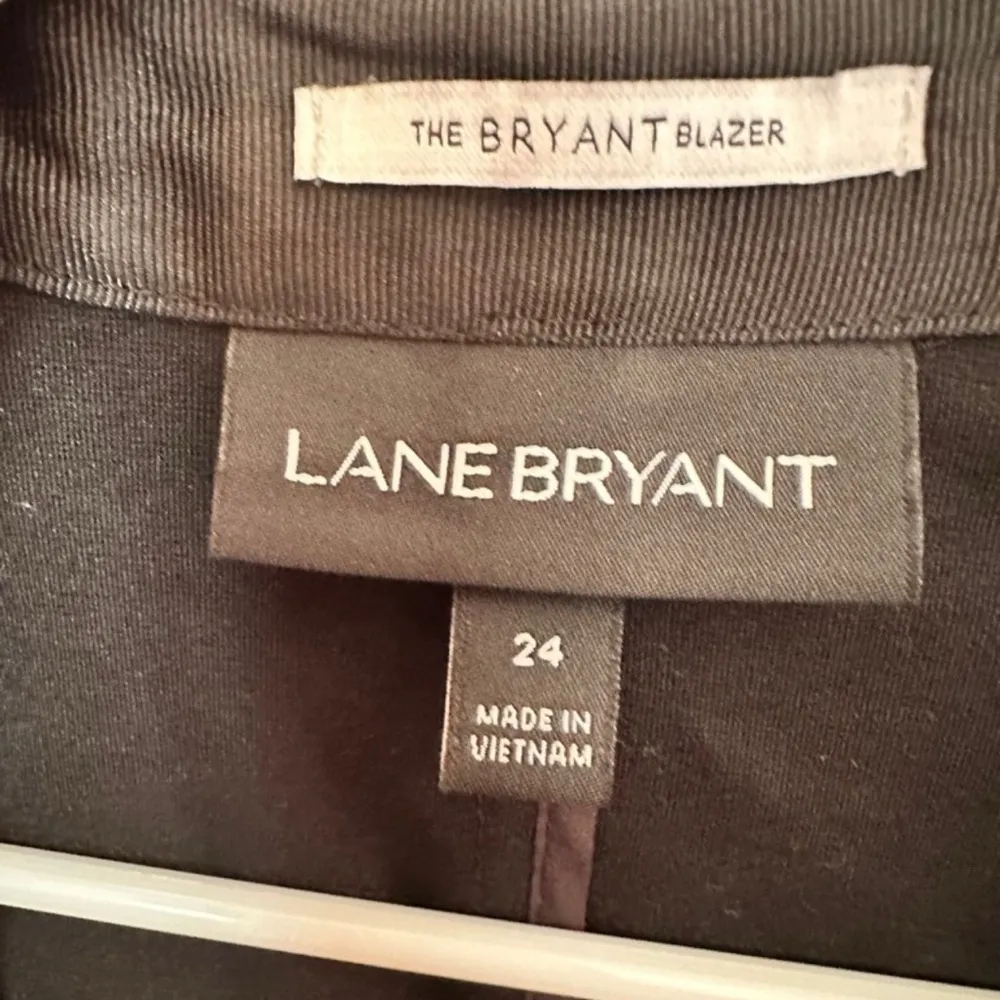 THE BRYANT BLAZER
LANE BRYANT
24
MADE IN
VIETNAM